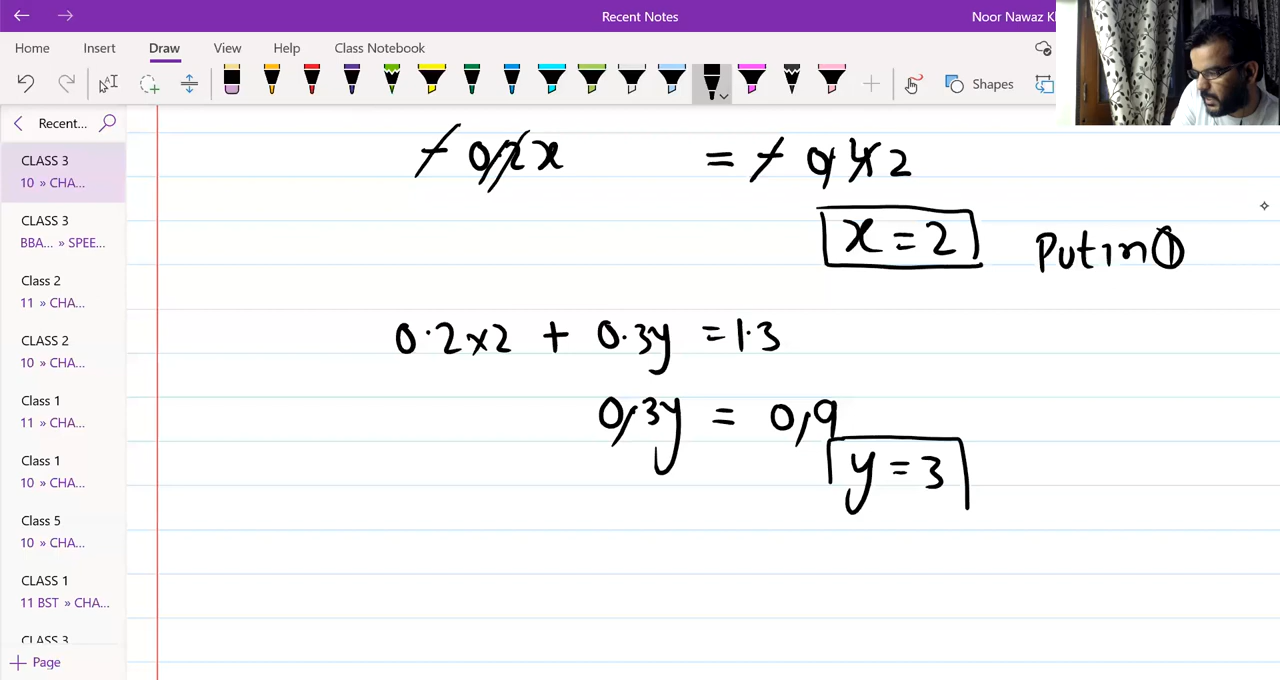 Recent Notes
Noor Nawaz
Home Insert Draw View Help Class Notebook
Shapes
Recent...
CLASS 3
10 » CHA...
CLASS 3
BBA... » SPEE...
Class 2
11 » CHA...
CLASS 2
10 » CHA...
Class 1
11 » CHA...
Class 1
10 » CHA...
Class 5
10 » CHA...
CLASS 1
11 BST » CHA...
CLASS 3
+ Page
- 0.2x = - 0.4 2
x = 2 Put in ①
0.2x2 + 0.3y = 1.3
0.3y = 0.9
y = 3